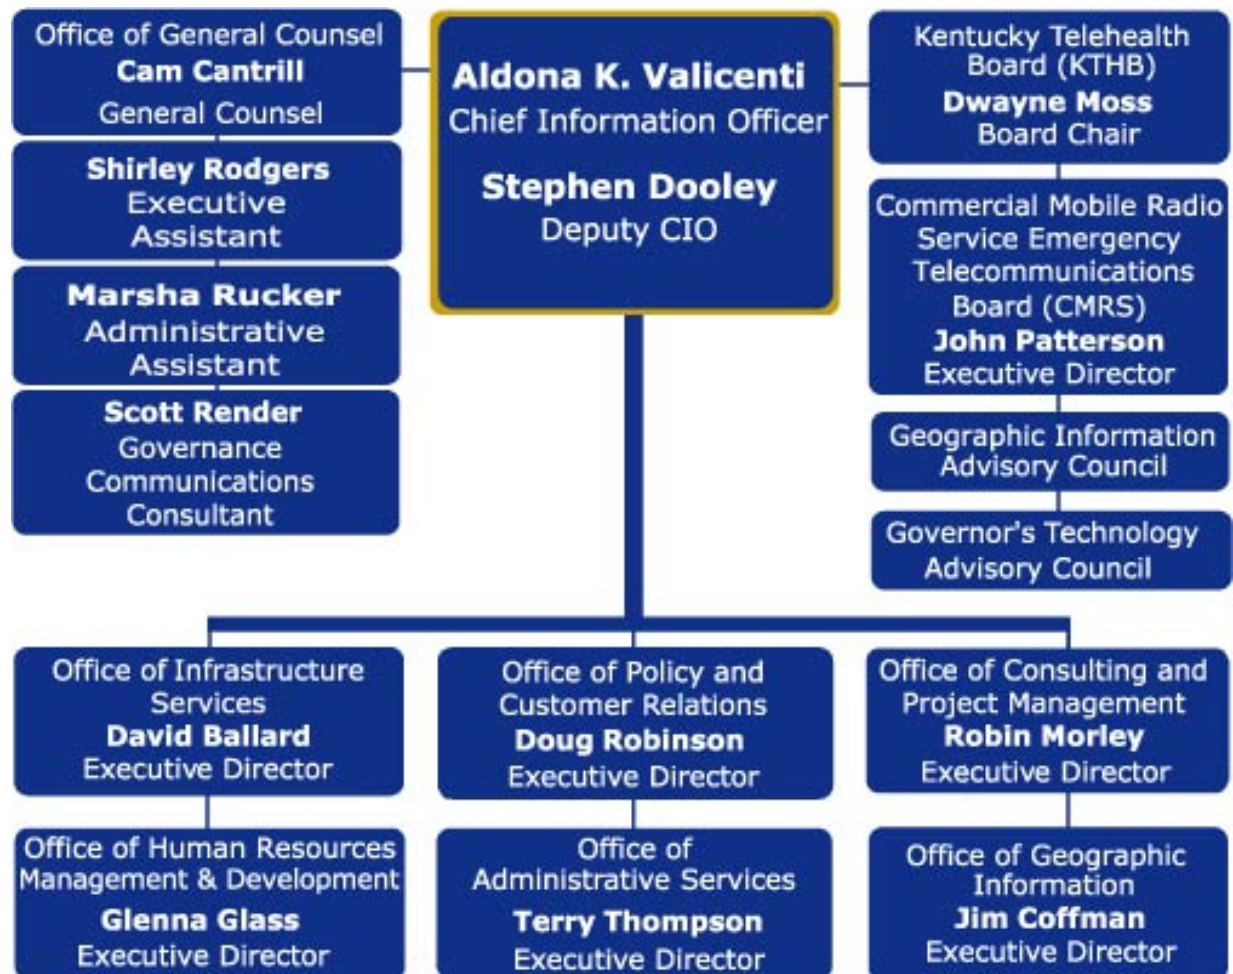 Office of General Counsel
Cam Cantrill
General Counsel
Shirley Rodgers
Executive
Assistant
Marsha Rucker
Administrative
Assistant
Scott Render
Governance
Communications
Consultant
Aldona K. Valicenti
Chief Information Officer
Stephen Dooley
Deputy CIO
Kentucky Telehealth
Board (KTHB)
Dwayne Moss
Board Chair
Commercial Mobile Radio
Service Emergency
Telecommunications
Board (CMRS)
John Patterson
Executive Director
Geographic Information
Advisory Council
Governor's Technology
Advisory Council
Office of Infrastructure
Services
David Ballard
Executive Director
Office of Policy and
Customer Relations
Doug Robinson
Executive Director
Office of Consulting and
Project Management
Robin Morley
Executive Director
Office of Human Resources
Management & Development
Glenna Glass
Executive Director
Office of
Administrative Services
Terry Thompson
Executive Director
Office of Geographic
Information
Jim Coffman
Executive Director